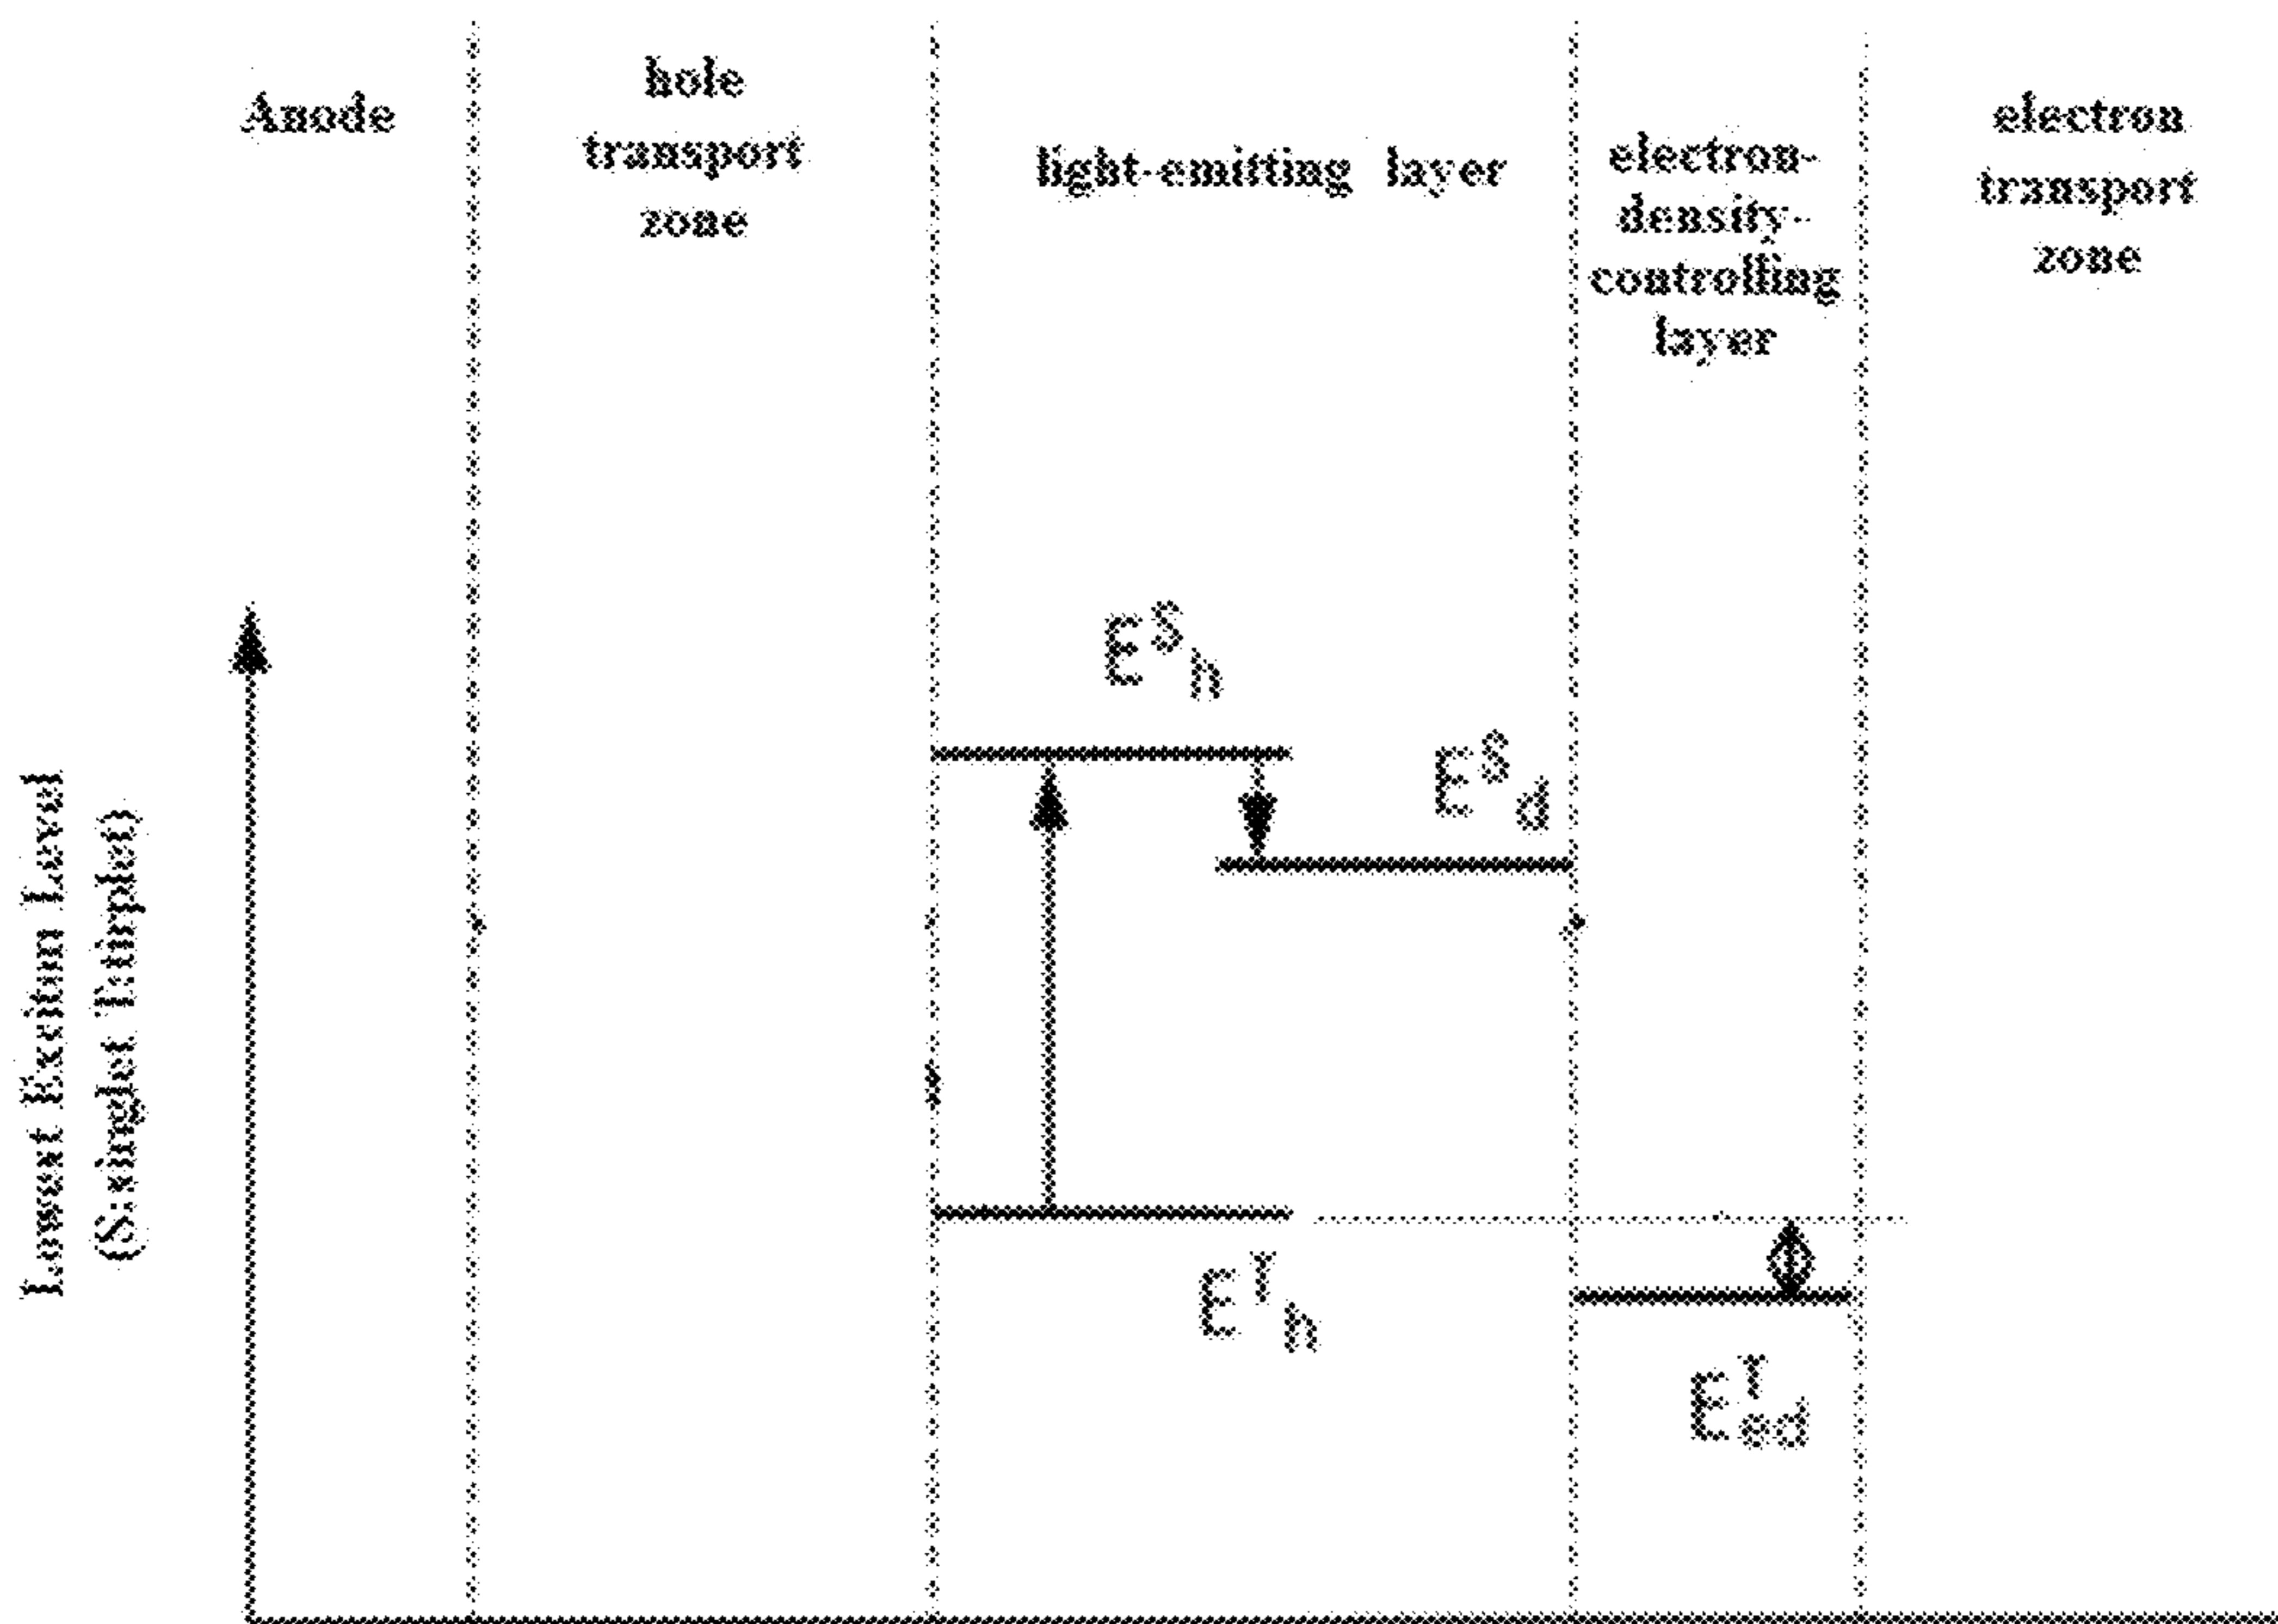 Anode
hole
transport
zone
light-emitting layer
electron-
density-
controlling
layer
electron
transport
zone
E^S_h
E^S_d
E^T_h
E^T_ed
Lowest Exciton Level
(S:singlet T:triplet)